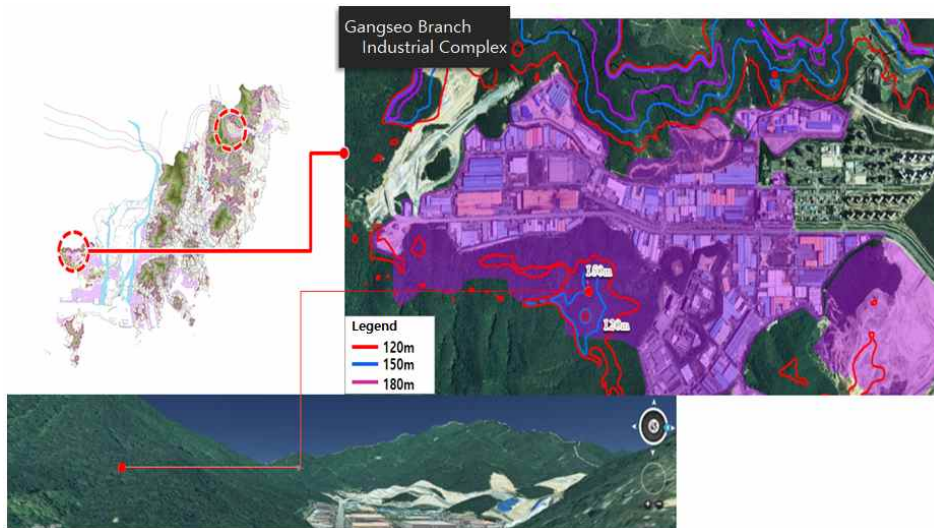 Gangseo Branch
Industrial Complex
180m
120m
Legend
120m
150m
180m